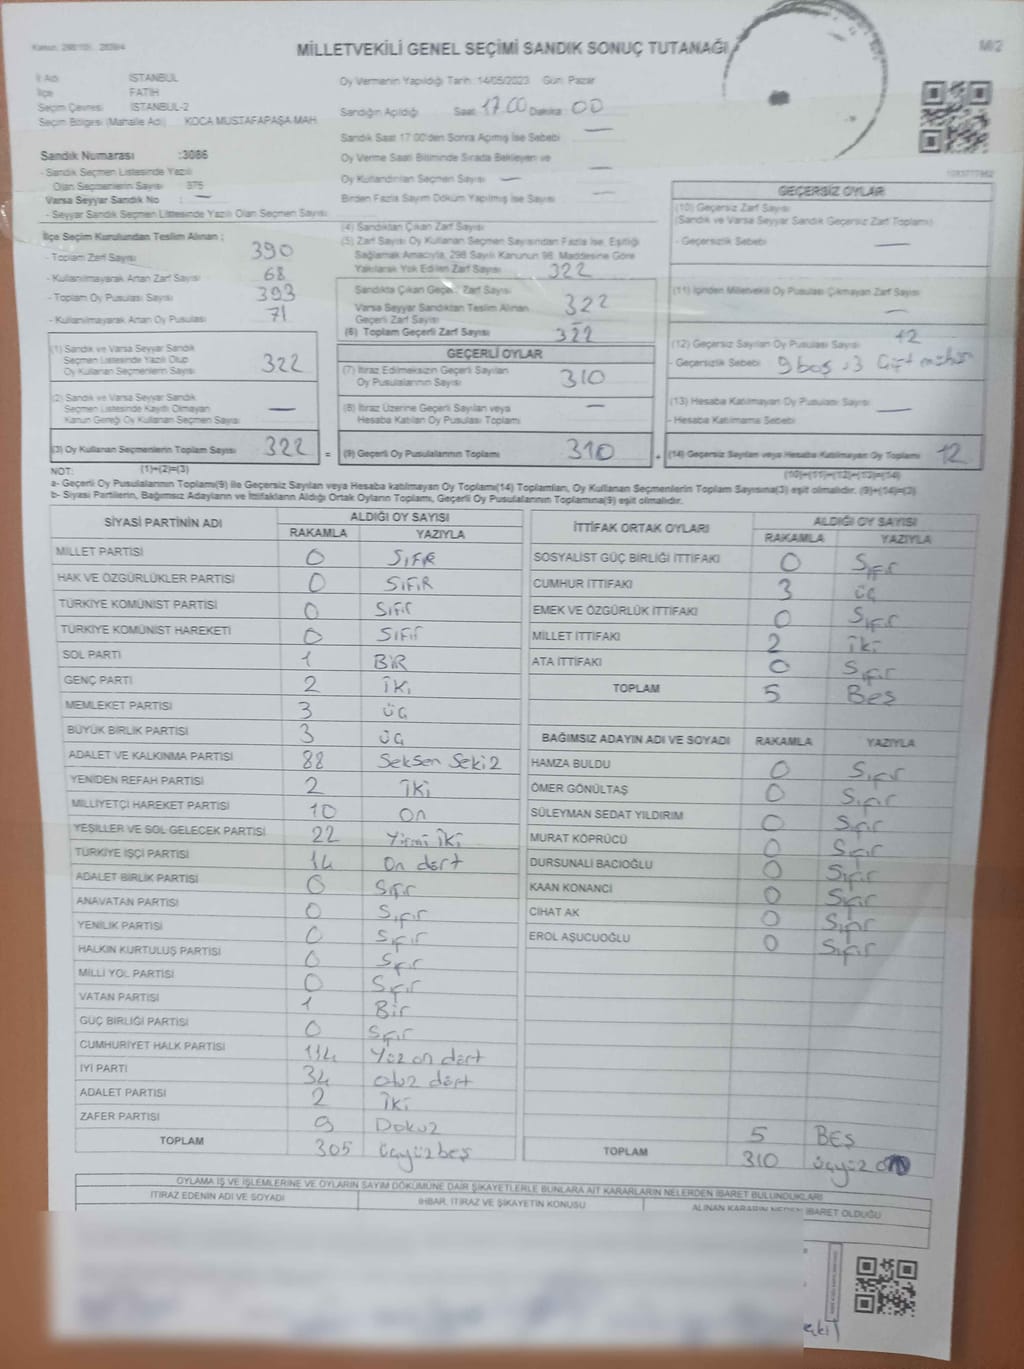 MİLLETVEKİLİ GENEL SEÇİMİ SANDIK SONUÇ TUTANAĞI
M/2
İl Adı İSTANBUL
İlçe FATİH
Seçim Çevresi İSTANBUL-2
Seçim Bölgesi (Mahalle Adı) KOCA MUSTAFAPAŞA MAH.
Sandık Numarası :3086
- Sandık Seçmen Listesinde Yazılı
Olan Seçmenlerin Sayısı 375
Varsa Seyyar Sandık No : —
- Seyyar Sandık Seçmen Listesinde Yazılı Olan Seçmen Sayısı
Oy Vermenin Yapıldığı Tarih: 14/05/2023 Gün: Pazar
Sandığın Açıldığı Saat: 17.00 Dakika: 00
Sandık Saat 17:00'den Sonra Açılmış İse Sebebi —
Oy Verme Saati Bitiminde Sırada Bekleyen ve
Oy Kullandırılan Seçmen Sayısı —
Birden Fazla Sayım Döküm Yapılmış İse Sayısı —
İlçe Seçim Kurulundan Teslim Alınan :
- Toplam Zarf Sayısı 390
- Kullanılmayarak Artan Zarf Sayısı 68
- Toplam Oy Pusulası Sayısı 393
- Kullanılmayarak Artan Oy Pusulası 71
(1) Sandık ve Varsa Seyyar Sandık
Seçmen Listesinde Yazılı Olup
Oy Kullanan Seçmenlerin Sayısı 322
(2) Sandık ve Varsa Seyyar Sandık
Seçmen Listesinde Kayıtlı Olmayan
Kanun Gereği Oy Kullanan Seçmen Sayısı —
(3) Oy Kullanan Seçmenlerin Toplam Sayısı 322 =
(4) Sandıktan Çıkan Zarf Sayısı
(5) Zarf Sayısı Oy Kullanan Seçmen Sayısından Fazla İse, Eşitliği
Sağlamak Amacıyla, 298 Sayılı Kanunun 98. Maddesine Göre
Yakılarak Yok Edilen Zarf Sayısı 322
Sandıkta Çıkan Geçerli Zarf Sayısı 322
Varsa Seyyar Sandıktan Teslim Alınan
Geçerli Zarf Sayısı —
(6) Toplam Geçerli Zarf Sayısı 322
GEÇERLİ OYLAR
(7) İtiraz Edilmeksizin Geçerli Sayılan
Oy Pusulalarının Sayısı 310
(8) İtiraz Üzerine Geçerli Sayılan veya
Hesaba Katılan Oy Pusulası Toplamı —
(9) Geçerli Oy Pusulalarının Toplamı 310 +
GEÇERSİZ OYLAR
(10) Geçersiz Zarf Sayısı
(Sandık ve Varsa Seyyar Sandık Geçersiz Zarf Toplamı)
- Geçersizlik Sebebi —
(11) İçinden Milletvekili Oy Pusulası Çıkmayan Zarf Sayısı
—
(12) Geçersiz Sayılan Oy Pusulası Sayısı 12
- Geçersizlik Sebebi 9 boş, 3 Çift mühür
(13) Hesaba Katılmayan Oy Pusulası Sayısı —
- Hesaba Katılmama Sebebi
(14) Geçersiz Sayılan veya Hesaba Katılmayan Oy Toplamı 12
NOT: (1)+(2)=(3)
(10)+(11)+(12)+(13)=(14)
a- Geçerli Oy Pusulalarının Toplamı(9) ile Geçersiz Sayılan veya Hesaba Katılmayan Oy Toplamı(14) Toplamları, Oy Kullanan Seçmenlerin Toplam Sayısına(3) eşit olmalıdır. (9)+(14)=(3)
b- Siyasi Partilerin, Bağımsız Adayların ve İttifakların Aldığı Ortak Oyların Toplamı, Geçerli Oy Pusulalarının Toplamına(9) eşit olmalıdır.
SİYASİ PARTİNİN ADI
ALDIĞI OY SAYISI
RAKAMLA YAZIYLA
MİLLET PARTİSİ 0 SIFIR
HAK VE ÖZGÜRLÜKLER PARTİSİ 0 SIFIR
TÜRKİYE KOMÜNİST PARTİSİ 0 SIFIR
TÜRKİYE KOMÜNİST HAREKETİ 0 SIFIR
SOL PARTİ 1 BİR
GENÇ PARTİ 2 İKİ
MEMLEKET PARTİSİ 3 üç
BÜYÜK BİRLİK PARTİSİ 3 üç
ADALET VE KALKINMA PARTİSİ 88 Seksen Sekiz
YENİDEN REFAH PARTİSİ 2 iki
MİLLİYETÇİ HAREKET PARTİSİ 10 on
YEŞİLLER VE SOL GELECEK PARTİSİ 22 Yirmi iki
TÜRKİYE İŞÇİ PARTİSİ 14 On dört
ADALET BİRLİK PARTİSİ 0 Sıfır
ANAVATAN PARTİSİ 0 Sıfır
YENİLİK PARTİSİ 0 Sıfır
HALKIN KURTULUŞ PARTİSİ 0 Sıfır
MİLLİ YOL PARTİSİ 0 Sıfır
VATAN PARTİSİ 1 Bir
GÜÇ BİRLİĞİ PARTİSİ 0 Sıfır
CUMHURİYET HALK PARTİSİ 114 Yüz on dört
İYİ PARTİ 34 otuz dört
ADALET PARTİSİ 2 iki
ZAFER PARTİSİ 9 Dokuz
TOPLAM 305 üçyüzbeş
İTTİFAK ORTAK OYLARI
ALDIĞI OY SAYISI
RAKAMLA YAZIYLA
SOSYALİST GÜÇ BİRLİĞİ İTTİFAKI 0 Sıfır
CUMHUR İTTİFAKI 3 üç
EMEK VE ÖZGÜRLÜK İTTİFAKI 0 Sıfır
MİLLET İTTİFAKI 2 iki
ATA İTTİFAKI 0 Sıfır
TOPLAM 5 Beş
BAĞIMSIZ ADAYIN ADI VE SOYADI RAKAMLA YAZIYLA
HAMZA BULDU 0 Sıfır
ÖMER GÖNÜLTAŞ 0 Sıfır
SÜLEYMAN SEDAT YILDIRIM 0 Sıfır
MURAT KÖPRÜCÜ 0 Sıfır
DURSUNALİ BACIOĞLU 0 Sıfır
KAAN KONANCİ 0 Sıfır
CİHAT AK 0 Sıfır
EROL AŞUCUOĞLU 0 Sıfır
5 BEŞ
TOPLAM 310 üçyüz on
OYLAMA İŞ VE İŞLEMLERİNE VE OYLARIN SAYIM DÖKÜMÜNE DAİR ŞİKAYETLERLE BUNLARA AİT KARARLARIN NELERDEN İBARET BULUNDUKLARI
İTİRAZ EDENİN ADI VE SOYADI
İHBAR, İTİRAZ VE ŞİKAYETİN KONUSU
ALINAN KARARIN NEDEN İBARET OLDUĞU